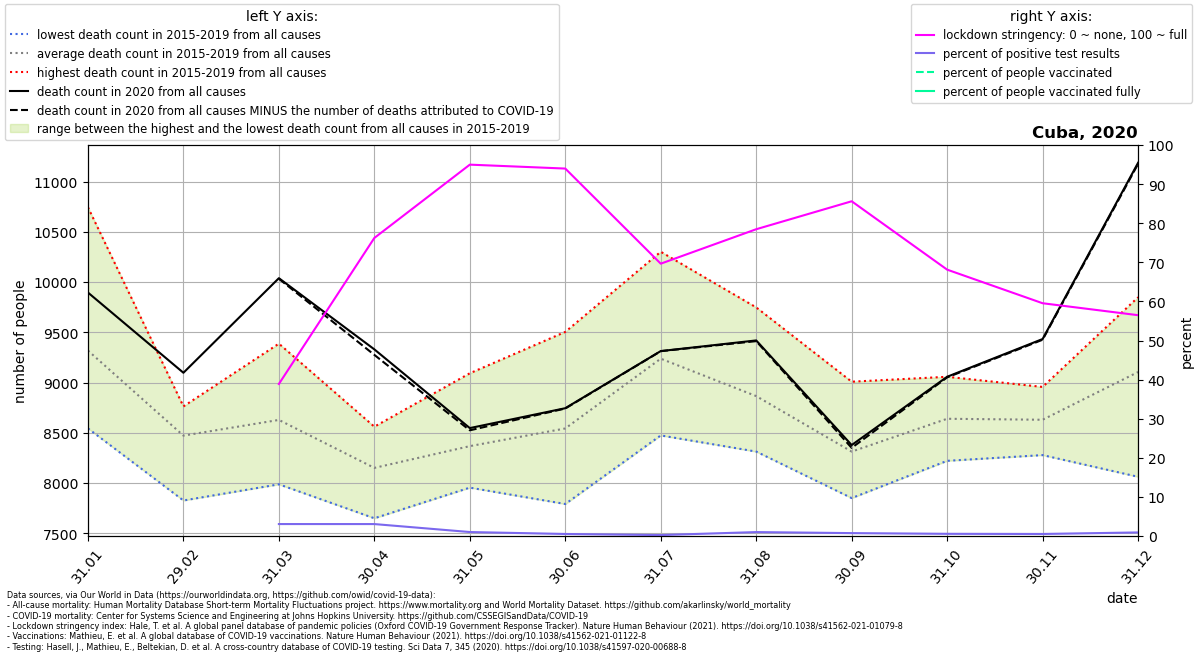 left Y axis:
lowest death count in 2015-2019 from all causes
average death count in 2015-2019 from all causes
highest death count in 2015-2019 from all causes
death count in 2020 from all causes
death count in 2020 from all causes MINUS the number of deaths attributed to COVID-19
range between the highest and the lowest death count from all causes in 2015-2019
right Y axis:
lockdown stringency: 0 ~ none, 100 ~ full
percent of positive test results
percent of people vaccinated
percent of people vaccinated fully
Cuba, 2020
number of people
11000
10500
10000
9500
9000
8500
8000
7500
100
90
80
70
60
50
40
30
20
10
0
percent
31.01
29.02
31.03
30.04
31.05
30.06
31.07
31.08
30.09
31.10
30.11
31.12
date
Data sources, via Our World in Data (https://ourworldindata.org, https://github.com/owid/covid-19-data):
- All-cause mortality: Human Mortality Database Short-term Mortality Fluctuations project. https://www.mortality.org and World Mortality Dataset. https://github.com/akarlinsky/world_mortality
- COVID-19 mortality: Center for Systems Science and Engineering at Johns Hopkins University. https://github.com/CSSEGISandData/COVID-19
- Lockdown stringency index: Hale, T. et al. A global panel database of pandemic policies (Oxford COVID-19 Government Response Tracker). Nature Human Behaviour (2021). https://doi.org/10.1038/s41562-021-01079-8
- Vaccinations: Mathieu, E. et al. A global database of COVID-19 vaccinations. Nature Human Behaviour (2021). https://doi.org/10.1038/s41562-021-01122-8
- Testing: Hasell, J., Mathieu, E., Beltekian, D. et al. A cross-country database of COVID-19 testing. Sci Data 7, 345 (2020). https://doi.org/10.1038/s41597-020-00688-8